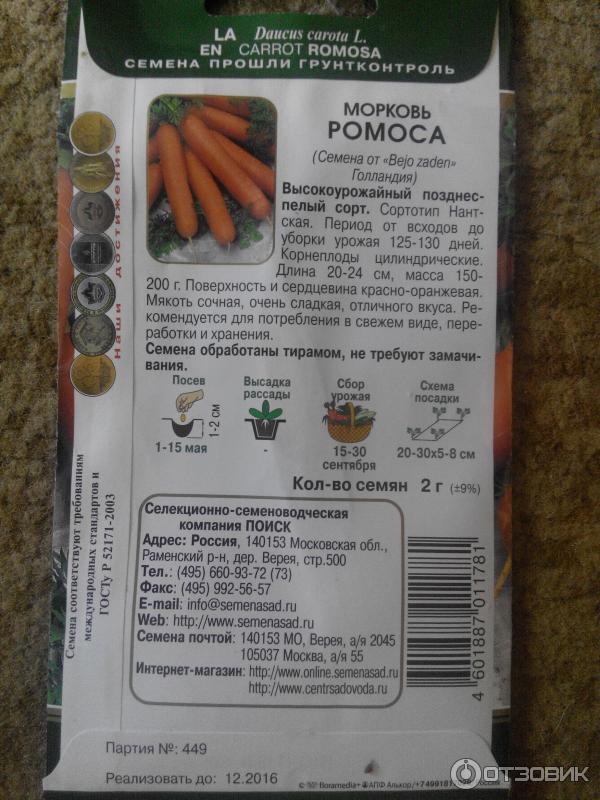 LA Daucus carota L.
EN CARROT ROMOSA
СЕМЕНА ПРОШЛИ ГРУНТКОНТРОЛЬ
МОРКОВЬ
РОМОСА
(Семена от «Bejo zaden»
Голландия)
Высокоурожайный позднес-
пелый сорт. Сортотип Нант-
ская. Период от всходов до
уборки урожая 125-130 дней.
Корнеплоды цилиндрические.
Длина 20-24 см, масса 150-
200 г. Поверхность и сердцевина красно-оранжевая.
Мякоть сочная, очень сладкая, отличного вкуса. Ре-
комендуется для потребления в свежем виде, пере-
работки и хранения.
Семена обработаны тирамом, не требуют замачи-
вания.
Наши достижения
Посев
1-2 см
1-15 мая
Высадка
рассады
-
Сбор
урожая
15-30
сентября
Схема
посадки
20-30х5-8 см
Кол-во семян 2 г (±9%)
Семена соответствуют требованиям
международных стандартов и
ГОСТу Р 52171-2003
Селекционно-семеноводческая
компания ПОИСК
Адрес: Россия, 140153 Московская обл.,
Раменский р-н, дер. Верея, стр.500
Тел.: (495) 660-93-72 (73)
Факс: (495) 992-56-57
E-mail: info@semenasad.ru
Web: http://www.semenasad.ru
Семена почтой: 140153 МО, Верея, а/я 2045
105037 Москва, а/я 55
Интернет-магазин: http://www.online.semenasad.ru
http://www.centrsadovoda.ru
4 601887 011781
Партия №: 449
Реализовать до: 12.2016
Boramedia АПФ Алькор
ОТЗОВИК